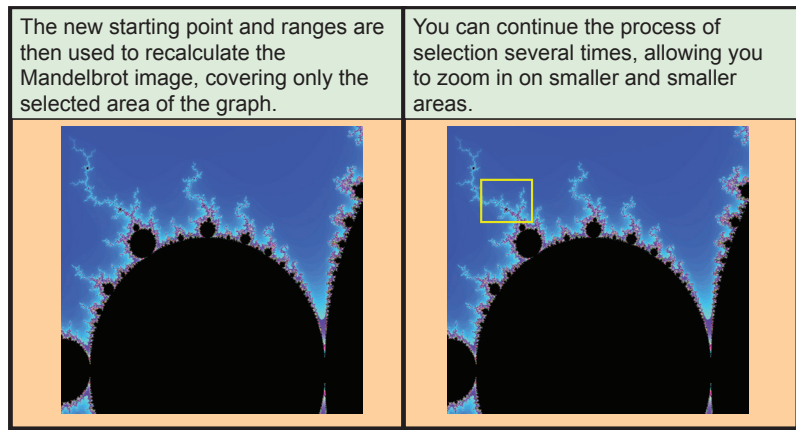 The new starting point and ranges are
then used to recalculate the
Mandelbrot image, covering only the
selected area of the graph.
You can continue the process of
selection several times, allowing you
to zoom in on smaller and smaller
areas.